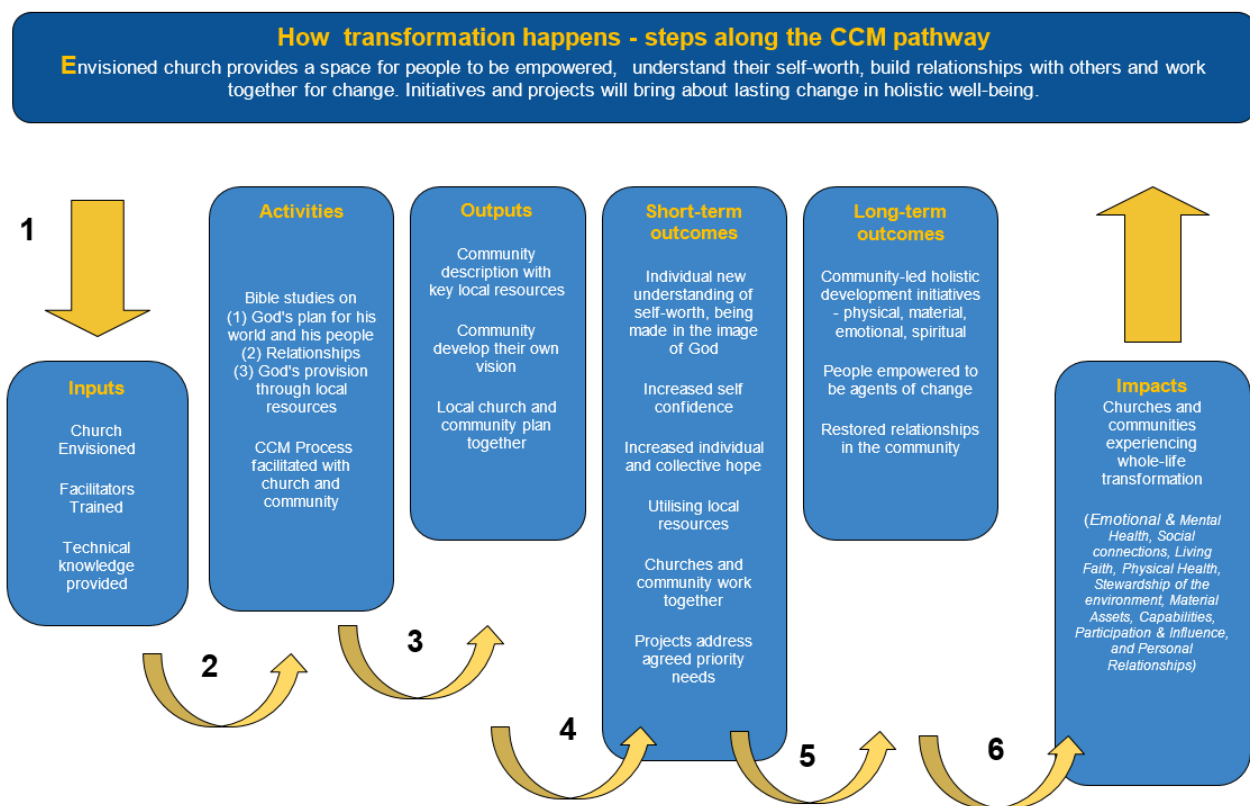 How transformation happens - steps along the CCM pathway
Envisioned church provides a space for people to be empowered, understand their self-worth, build relationships with others and work
together for change. Initiatives and projects will bring about lasting change in holistic well-being.
1
Inputs
Church
Envisioned
Facilitators
Trained
Technical
knowledge
provided
2
Activities
Bible studies on
(1) God's plan for his
world and his people
(2) Relationships
(3) God's provision
through local
resources
CCM Process
facilitated with
church and
community
3
Outputs
Community
description with
key local resources
Community
develop their own
vision
Local church and
community plan
together
4
Short-term
outcomes
Individual new
understanding of
self-worth, being
made in the image
of God
Increased self
confidence
Increased individual
and collective hope
Utilising local
resources
Churches and
community work
together
Projects address
agreed priority
needs
5
Long-term
outcomes
Community-led holistic
development initiatives
- physical, material,
emotional, spiritual
People empowered to
be agents of change
Restored relationships
in the community
6
Impacts
Churches and
communities
experiencing
whole-life
transformation
(Emotional & Mental
Health, Social
connections, Living
Faith, Physical Health,
Stewardship of the
environment, Material
Assets, Capabilities,
Participation & Influence,
and Personal
Relationships)